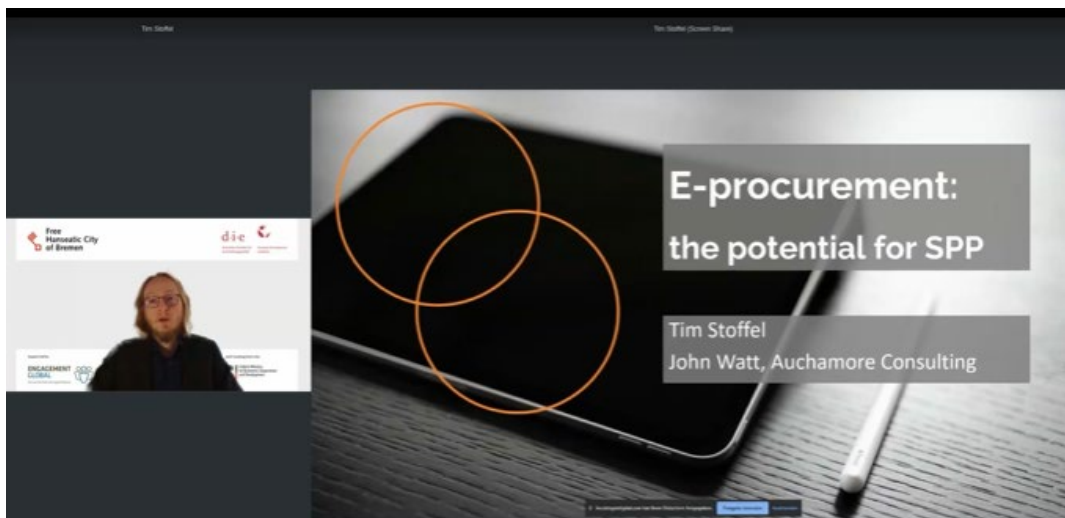 Tim Stoffel
Tim Stoffel (Screen Share)
Free
Hanseatic City
of Bremen
d·i·e
ENGAGEMENT
GLOBAL
E-procurement:
the potential for SPP
Tim Stoffel
John Watt, Auchamore Consulting